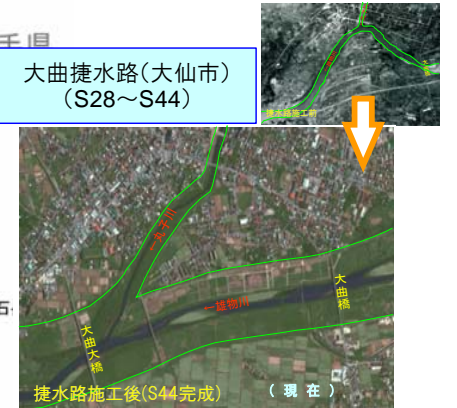 手県
大曲捷水路(大仙市)
(S28～S44)
捷水路施工前
←丸子川
←雄物川
大曲橋
大曲大橋
捷水路施工後(S44完成)
(現在)